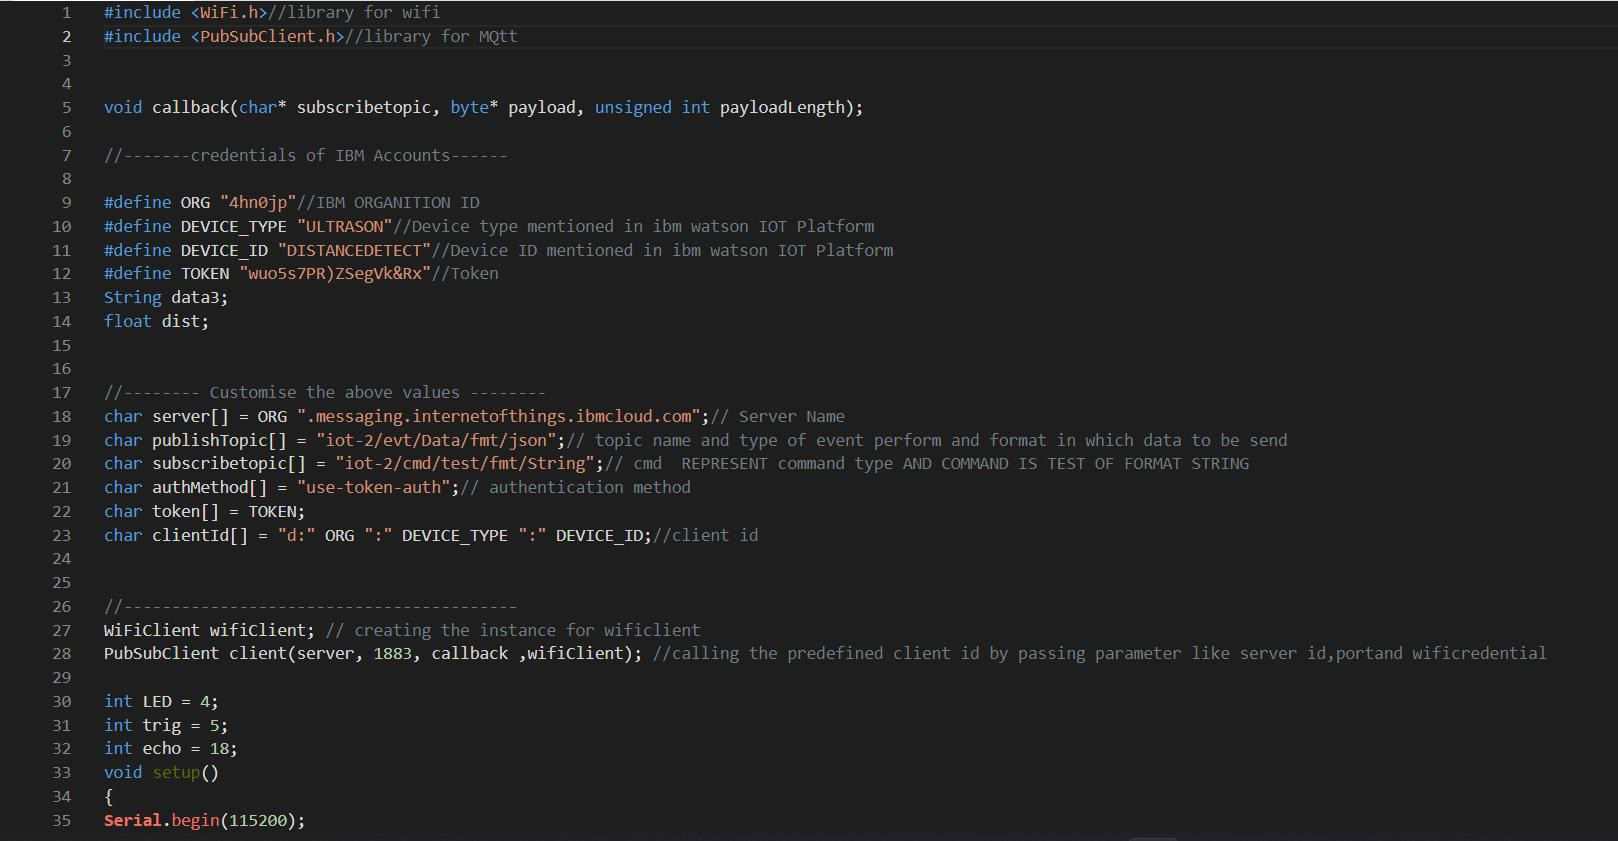 1 #include <WiFi.h>//library for wifi
2 #include <PubSubClient.h>//library for MQtt
3
4
5 void callback(char* subscribetopic, byte* payload, unsigned int payloadLength);
6
7 //-------credentials of IBM Accounts------
8
9 #define ORG "4hn0jp"//IBM ORGANITION ID
10 #define DEVICE_TYPE "ULTRASON"//Device type mentioned in ibm watson IOT Platform
11 #define DEVICE_ID "DISTANCEDETECT"//Device ID mentioned in ibm watson IOT Platform
12 #define TOKEN "wuo5s7PR)ZSegVk&Rx"//Token
13 String data3;
14 float dist;
15
16
17 //-------- Customise the above values --------
18 char server[] = ORG ".messaging.internetofthings.ibmcloud.com";// Server Name
19 char publishTopic[] = "iot-2/evt/Data/fmt/json";// topic name and type of event perform and format in which data to be send
20 char subscribetopic[] = "iot-2/cmd/test/fmt/String";// cmd  REPRESENT command type AND COMMAND IS TEST OF FORMAT STRING
21 char authMethod[] = "use-token-auth";// authentication method
22 char token[] = TOKEN;
23 char clientId[] = "d:" ORG ":" DEVICE_TYPE ":" DEVICE_ID;//client id
24
25
26 //-----------------------------------------
27 WiFiClient wifiClient; // creating the instance for wificlient
28 PubSubClient client(server, 1883, callback ,wifiClient); //calling the predefined client id by passing parameter like server id,portand wificredential
29
30 int LED = 4;
31 int trig = 5;
32 int echo = 18;
33 void setup()
34 {
35 Serial.begin(115200);